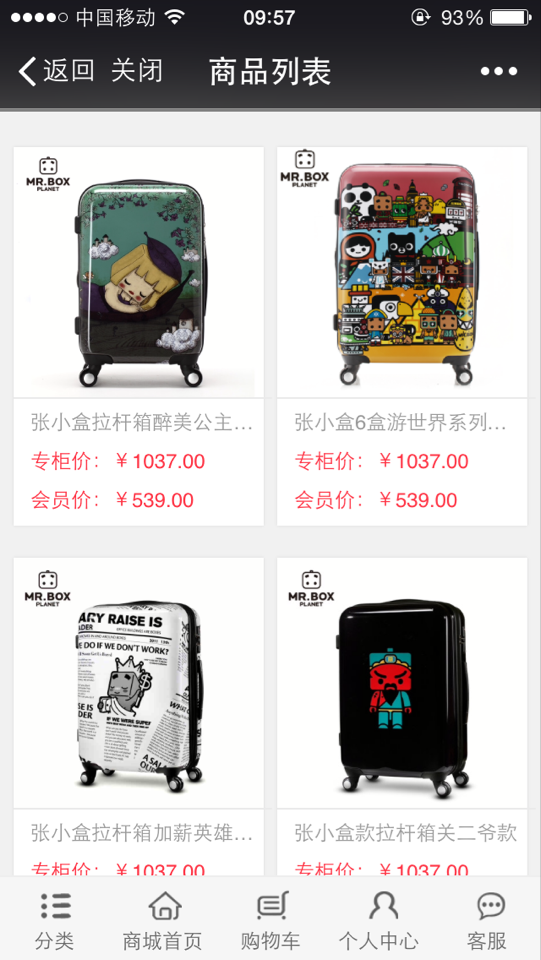 中国移动 09:57 93%
返回 关闭 商品列表
MR.BOX
PLANET
MR.BOX
PLANET
张小盒拉杆箱醉美公主...
专柜价：￥1037.00
会员价：￥539.00
张小盒6盒游世界系列...
专柜价：￥1037.00
会员价：￥539.00
MR.BOX
PLANET
ARY RAISE IS
DER
E DO IF WE DON'T WORK?
IF WE WERE SUPER
MR.BOX
PLANET
张小盒拉杆箱加薪英雄...
专柜价：￥1037.00
张小盒款拉杆箱关二爷款
专柜价：￥1037.00
分类 商城首页 购物车 个人中心 客服